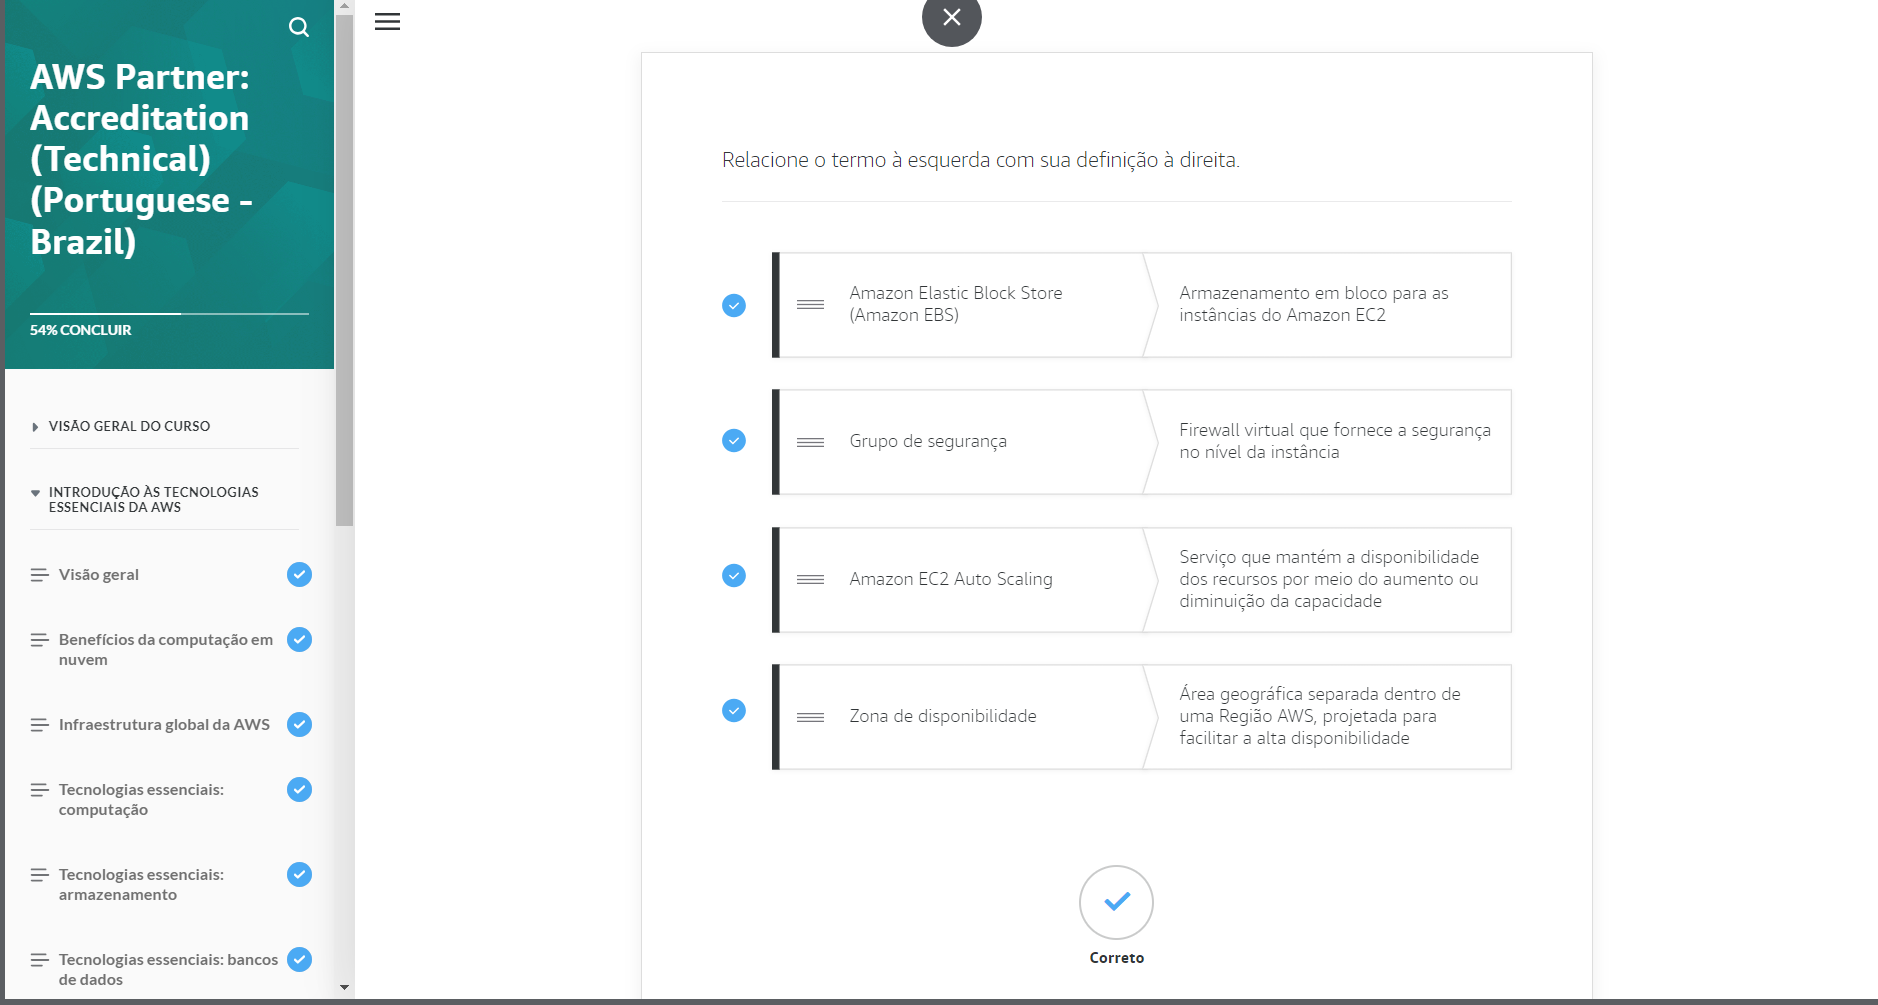 AWS Partner:
Accreditation
(Technical)
(Portuguese -
Brazil)
54% CONCLUIR
VISÃO GERAL DO CURSO
INTRODUÇÃO ÀS TECNOLOGIAS
ESSENCIAIS DA AWS
Visão geral
Benefícios da computação em
nuvem
Infraestrutura global da AWS
Tecnologias essenciais:
computação
Tecnologias essenciais:
armazenamento
Tecnologias essenciais: bancos
de dados
Relacione o termo à esquerda com sua definição à direita.
Amazon Elastic Block Store
(Amazon EBS)
Armazenamento em bloco para as
instâncias do Amazon EC2
Grupo de segurança
Firewall virtual que fornece a segurança
no nível da instância
Amazon EC2 Auto Scaling
Serviço que mantém a disponibilidade
dos recursos por meio do aumento ou
diminuição da capacidade
Zona de disponibilidade
Área geográfica separada dentro de
uma Região AWS, projetada para
facilitar a alta disponibilidade
Correto